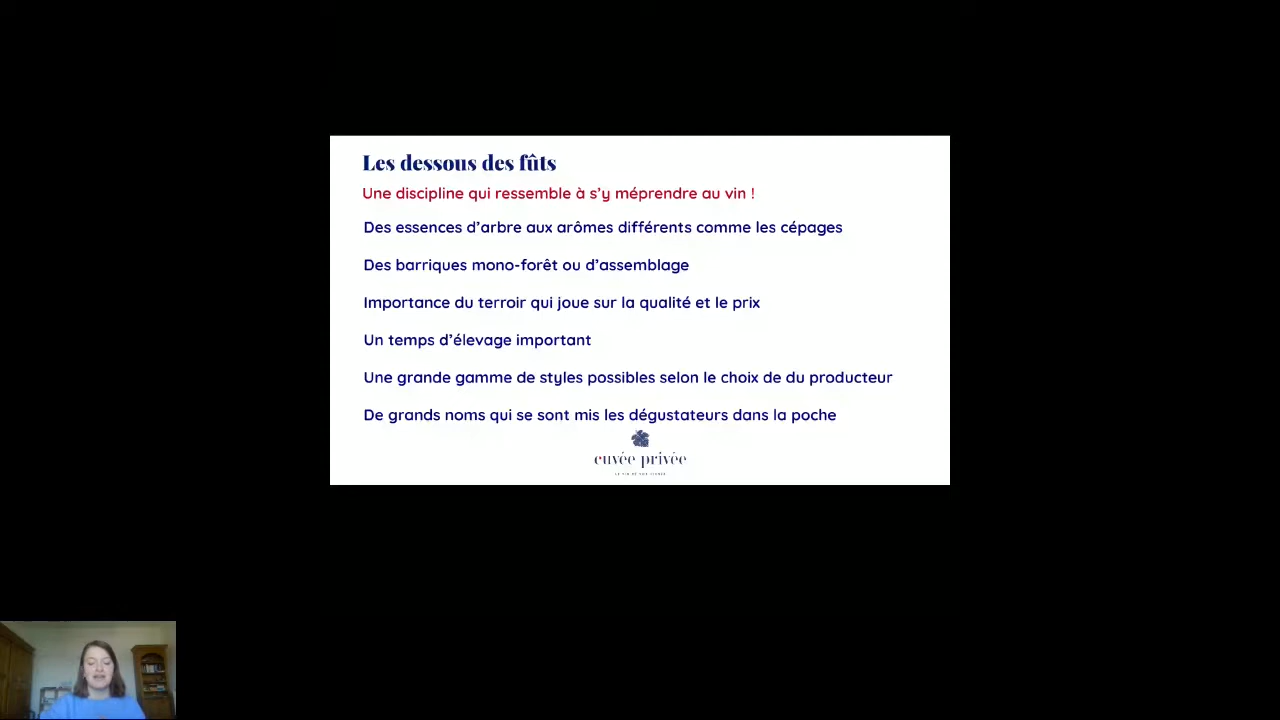 Les dessous des fûts
Une discipline qui ressemble à s’y méprendre au vin !
Des essences d’arbre aux arômes différents comme les cépages
Des barriques mono-forêt ou d’assemblage
Importance du terroir qui joue sur la qualité et le prix
Un temps d’élevage important
Une grande gamme de styles possibles selon le choix de du producteur
De grands noms qui se sont mis les dégustateurs dans la poche
cuvée privée